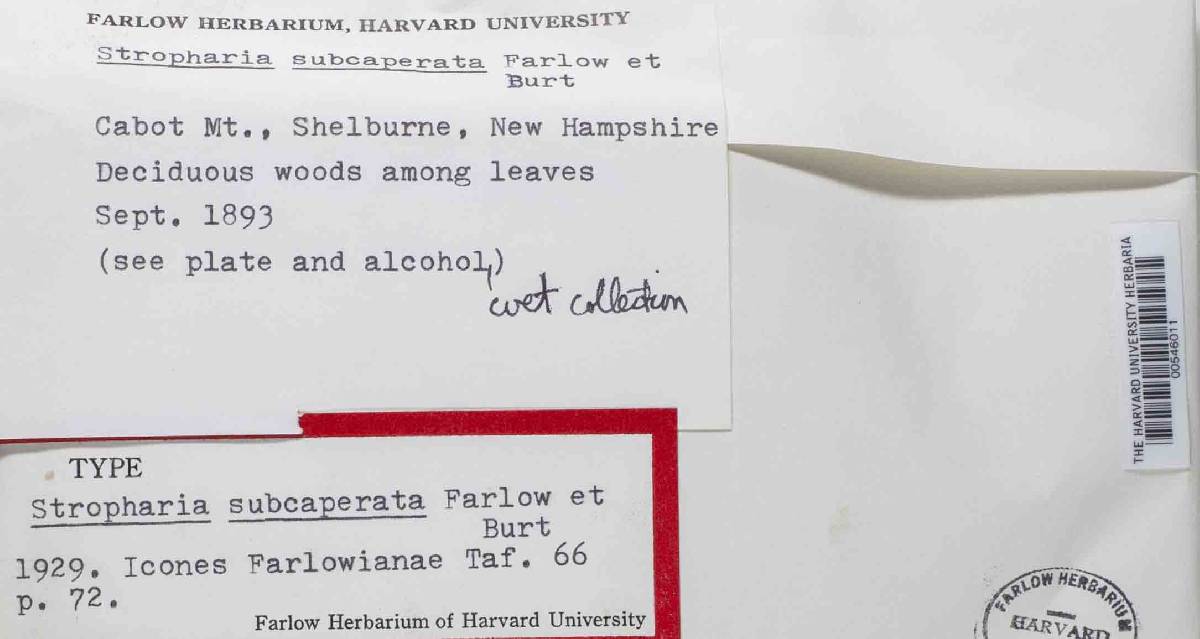 FARLOW HERBARIUM, HARVARD UNIVERSITY
Stropharia subcaperata Farlow et
Burt
Cabot Mt., Shelburne, New Hampshire
Deciduous woods among leaves
Sept. 1893
(see plate and alcohol,)
wet collection
TYPE
Stropharia subcaperata Farlow et
Burt
1929. Icones Farlowianae Taf. 66
p. 72.
Farlow Herbarium of Harvard University
THE HARVARD UNIVERSITY HERBARIA
00546011
FARLOW HERBARIUM
HARVARD